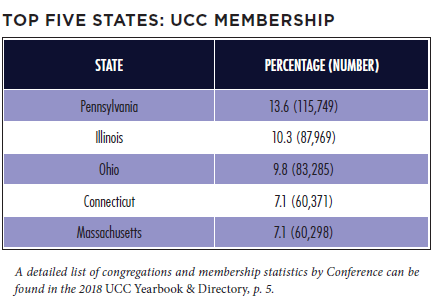 TOP FIVE STATES: UCC MEMBERSHIP
STATE PERCENTAGE (NUMBER)
Pennsylvania 13.6 (115,749)
Illinois 10.3 (87,969)
Ohio 9.8 (83,285)
Connecticut 7.1 (60,371)
Massachusetts 7.1 (60,298)
A detailed list of congregations and membership statistics by Conference can be
found in the 2018 UCC Yearbook & Directory, p. 5.